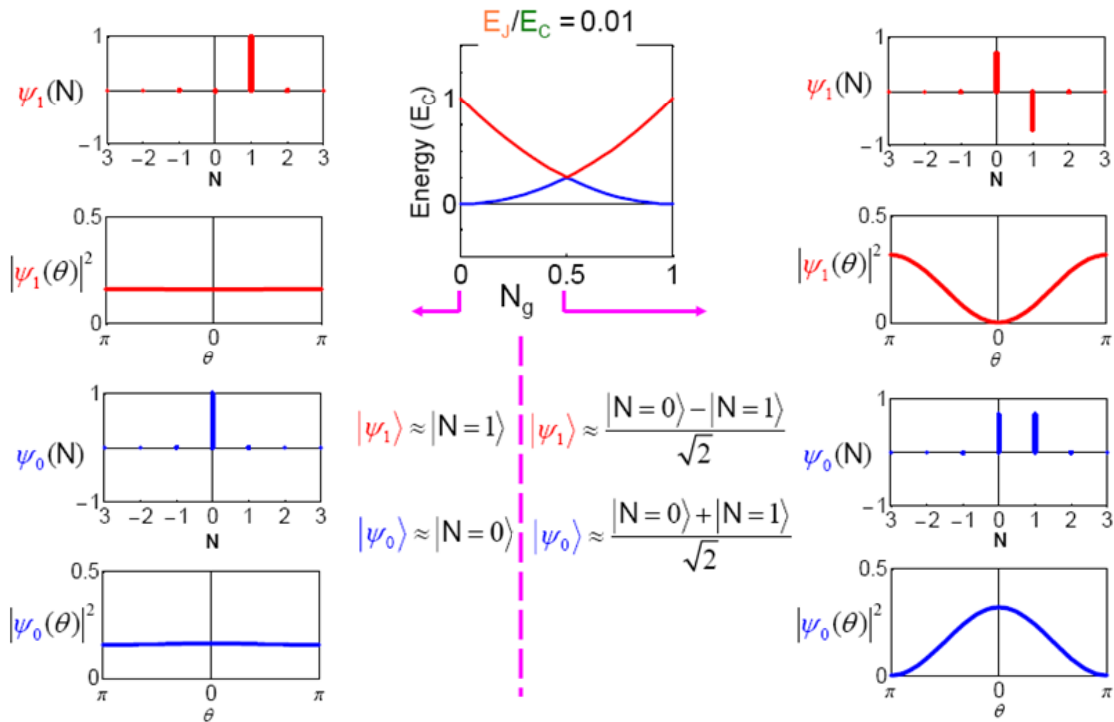 E_J/E_C = 0.01
1
ψ₁(N)
−1
3 −2 −1 0 1 2 3
N
0.5
|ψ₁(θ)|²
0
π 0 π
θ
1
ψ₀(N)
−1
3 −2 −1 0 1 2 3
N
0.5
|ψ₀(θ)|²
0
π 0 π
θ
Energy (E_C)
1
0
0 0.5 1
N_g
|ψ₁⟩ ≈ |N = 1⟩
|ψ₁⟩ ≈ (|N = 0⟩ − |N = 1⟩)/√2
|ψ₀⟩ ≈ |N = 0⟩
|ψ₀⟩ ≈ (|N = 0⟩ + |N = 1⟩)/√2
1
ψ₁(N)
−1
3 −2 −1 0 1 2 3
N
0.5
|ψ₁(θ)|²
0
π 0 π
θ
1
ψ₀(N)
−1
3 −2 −1 0 1 2 3
N
0.5
|ψ₀(θ)|²
0
π 0 π
θ